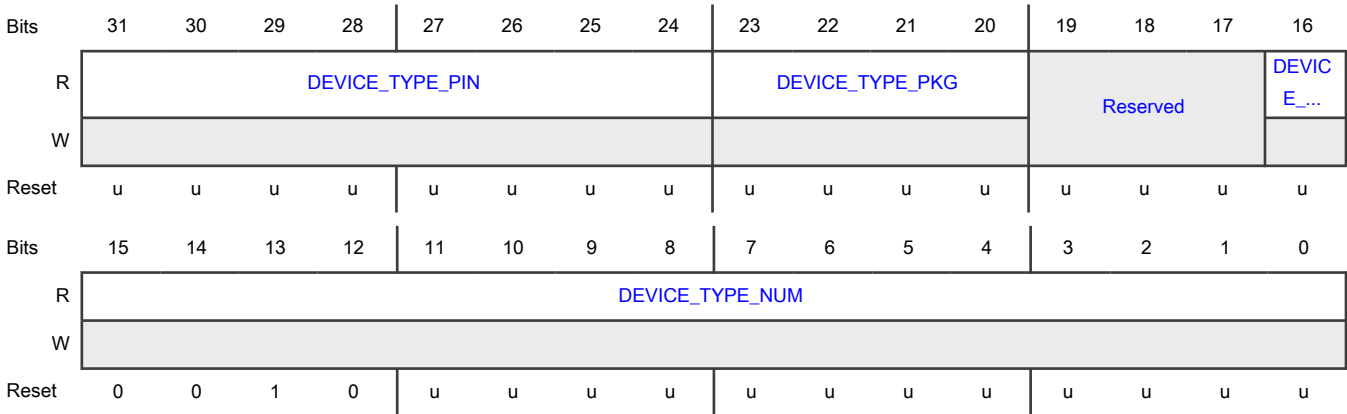 Bits 31 30 29 28 27 26 25 24 23 22 21 20 19 18 17 16
R DEVICE_TYPE_PIN DEVICE_TYPE_PKG Reserved DEVIC
E_...
W
Reset u u u u u u u u u u u u u u u u
Bits 15 14 13 12 11 10 9 8 7 6 5 4 3 2 1 0
R DEVICE_TYPE_NUM
W
Reset 0 0 1 0 u u u u u u u u u u u u